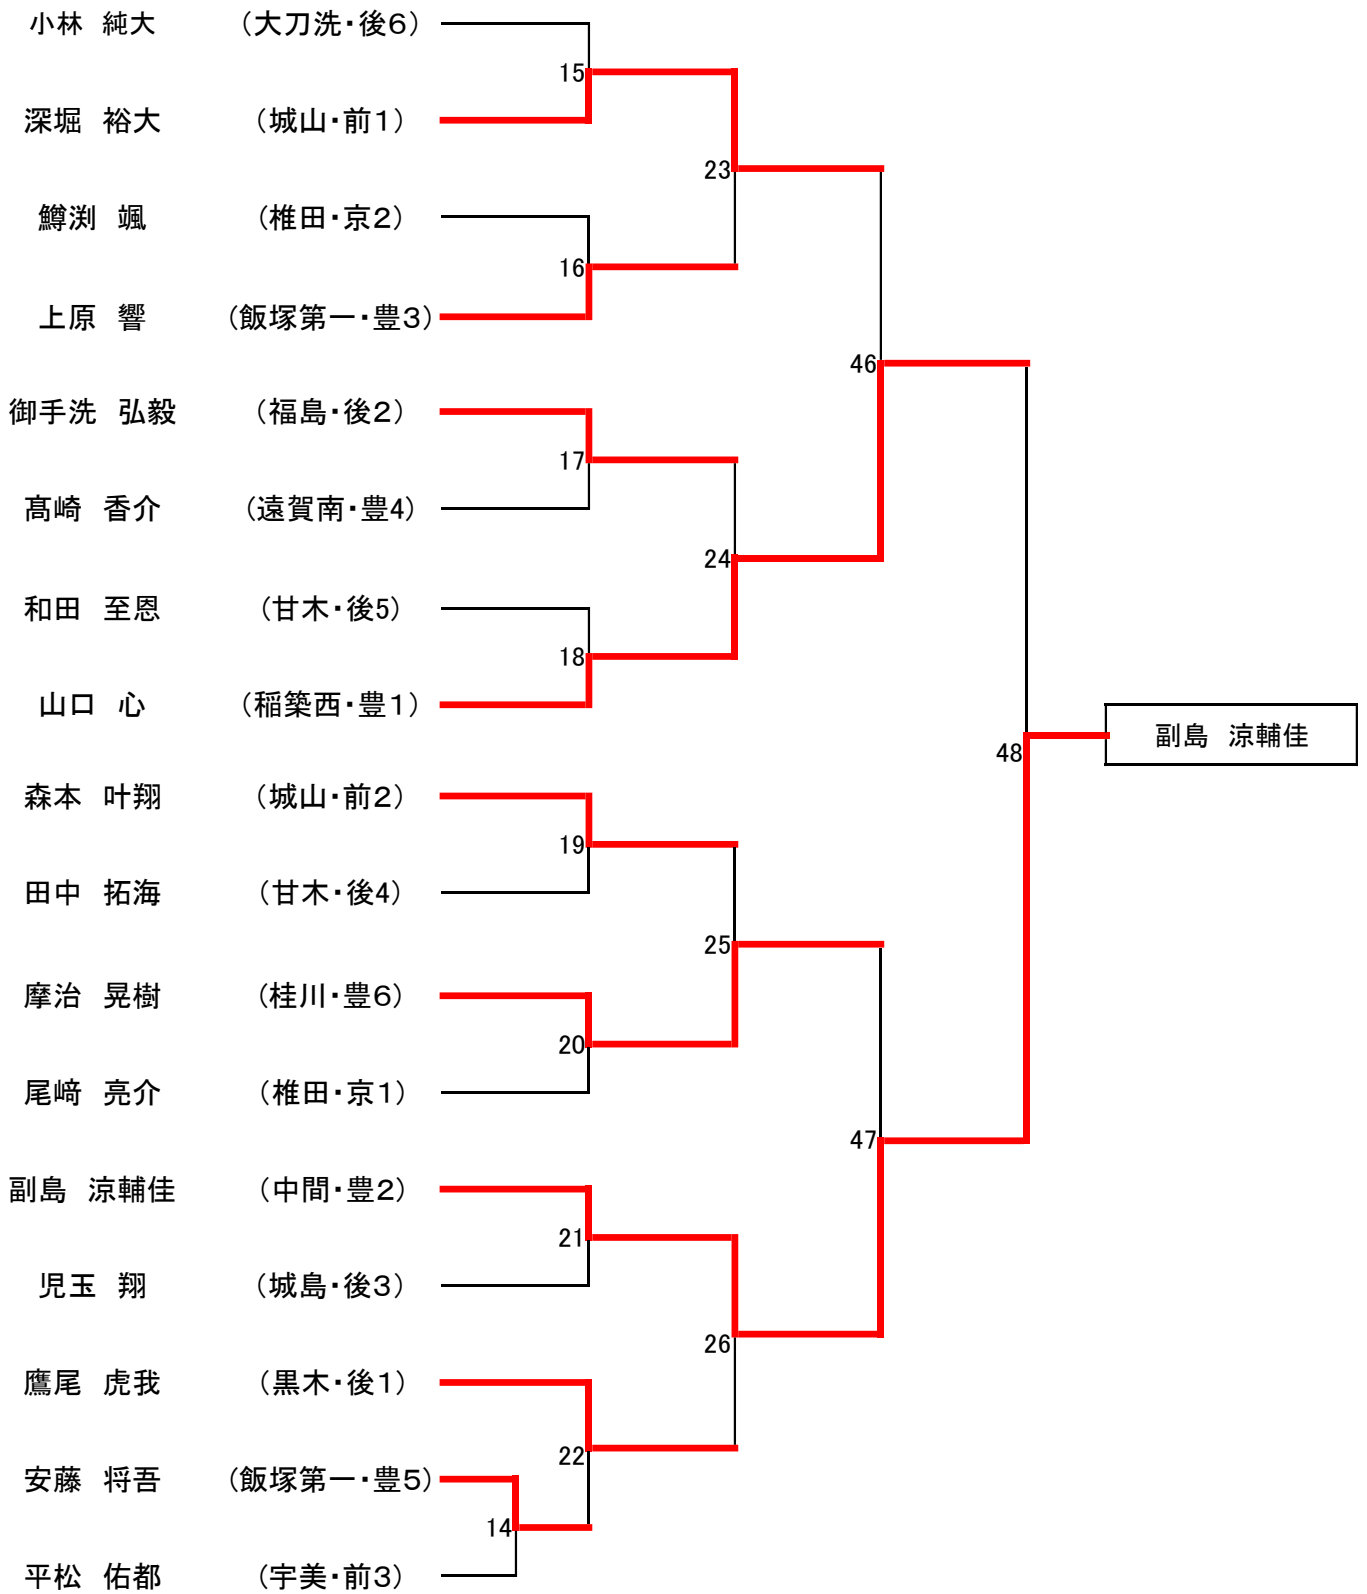 小林 純大 （大刀洗・後６）
15
深堀 裕大 （城山・前１）
23
鱒渕 颯 （椎田・京２）
16
上原 響 （飯塚第一・豊３）
46
御手洗 弘毅 （福島・後２）
17
髙崎 香介 （遠賀南・豊4）
24
和田 至恩 （甘木・後5）
18
山口 心 （稲築西・豊１）
48 副島 涼輔佳
森本 叶翔 （城山・前２）
19
田中 拓海 （甘木・後4）
25
摩治 晃樹 （桂川・豊６）
20
尾﨑 亮介 （椎田・京１）
47
副島 涼輔佳 （中間・豊２）
21
児玉 翔 （城島・後３）
26
鷹尾 虎我 （黒木・後１）
22
安藤 将吾 （飯塚第一・豊５）
14
平松 佑都 （宇美・前３）